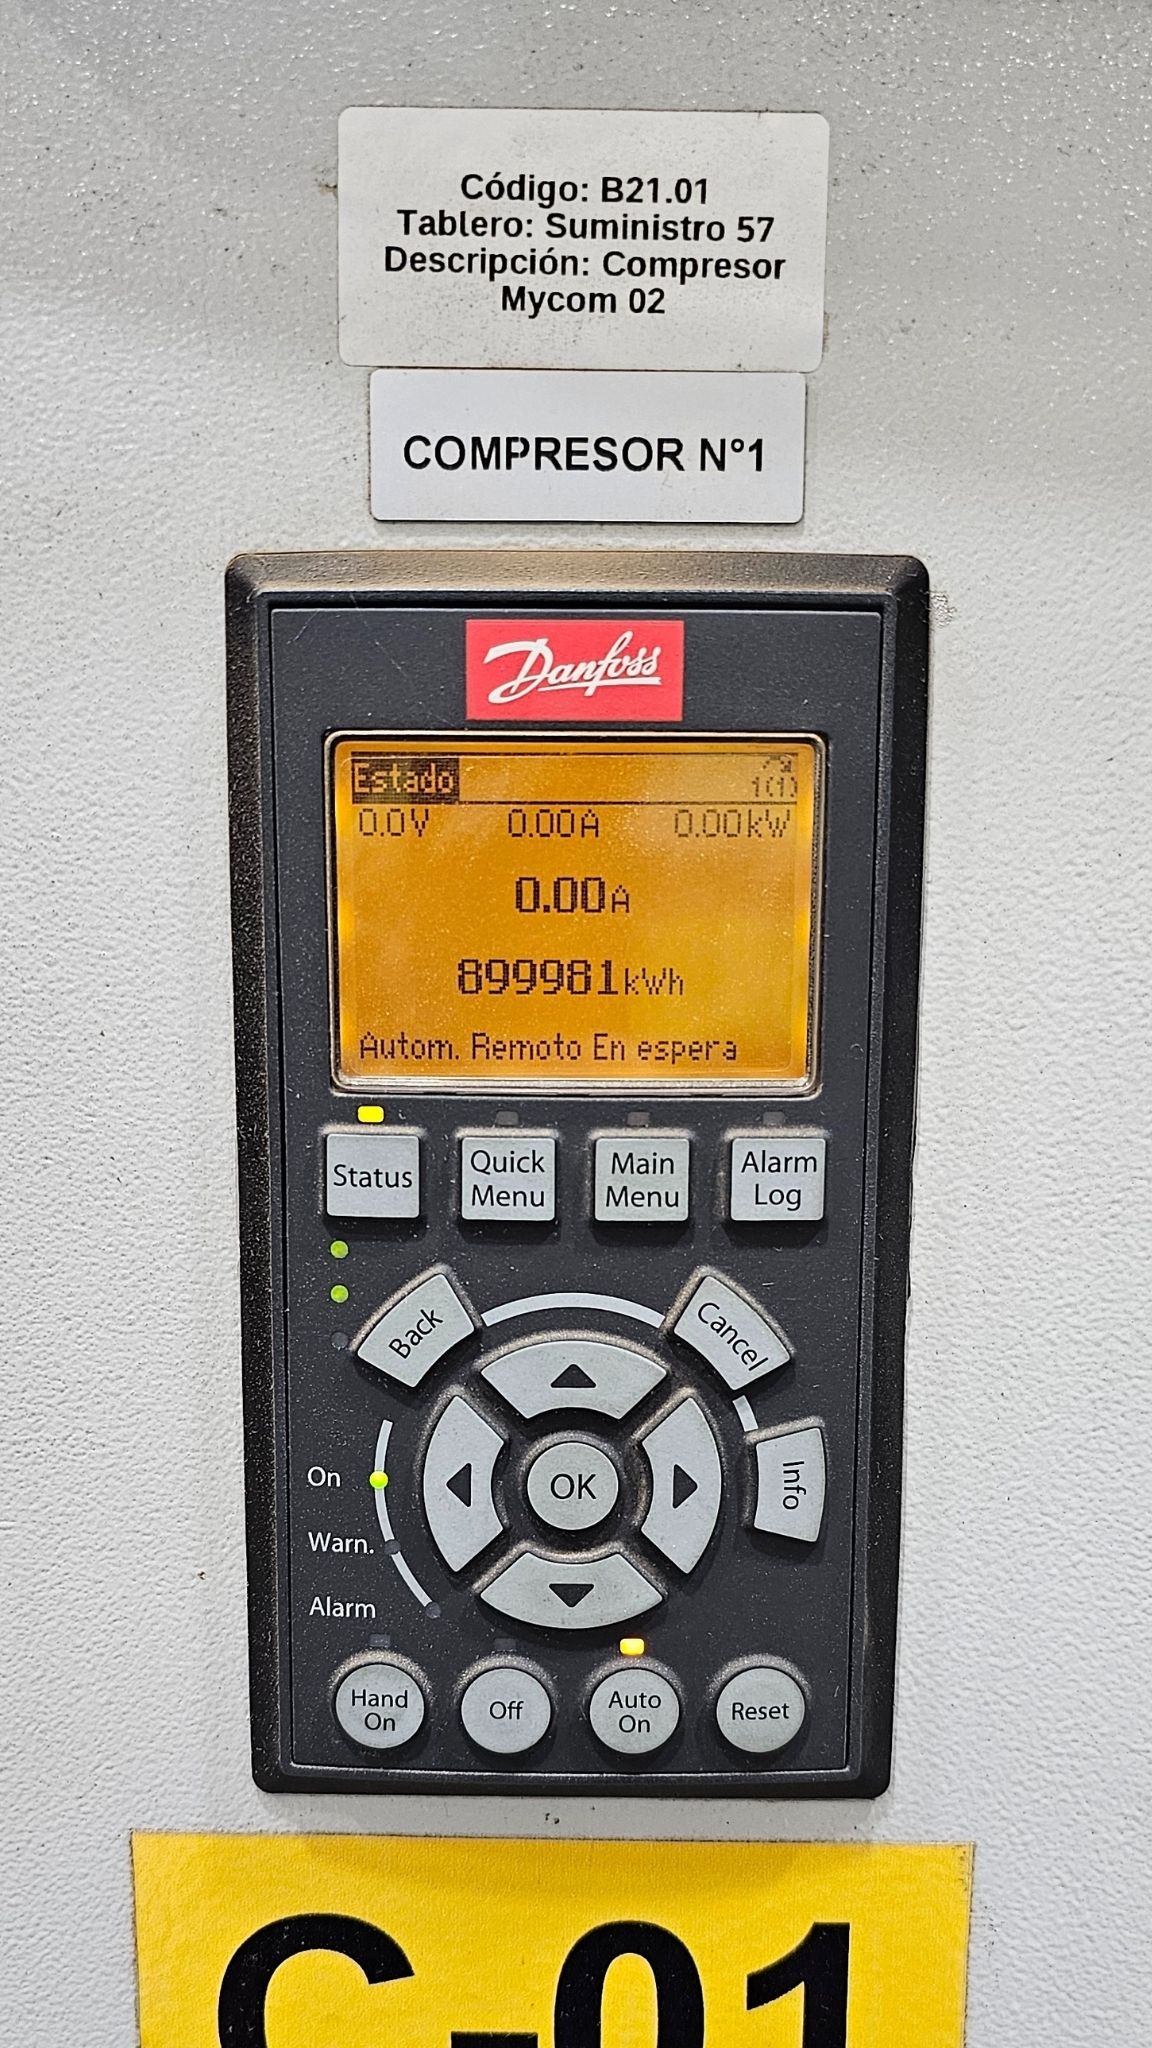 Código: B21.01
Tablero: Suministro 57
Descripción: Compresor
Mycom 02
COMPRESOR N°1
Danfoss
Estado 1(1)
0.0V 0.00A 0.00kW
0.00A
899981kWh
Autom. Remoto En espera
Status Quick Menu Main Menu Alarm Log
Back Cancel
OK Info
On
Warn.
Alarm
Hand On Off Auto On Reset
C-01